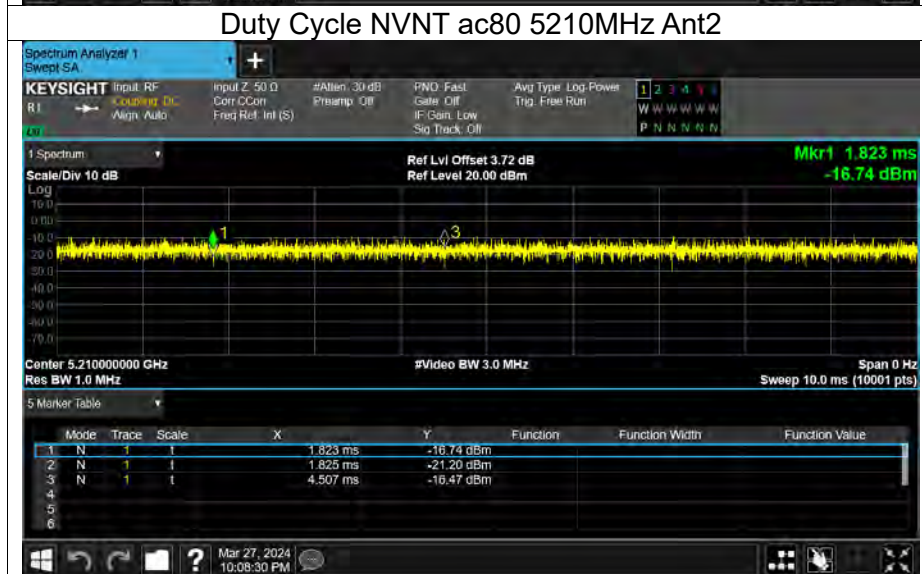 Duty Cycle NVNT ac80 5210MHz Ant2
Spectrum Analyzer 1
Swept SA
+
KEYSIGHT Input: RF Input Z: 50 Ω #Atten: 30 dB PNO: Fast Avg Type: Log-Power 1 2 3 4 5 6
Coupling: DC Corr CCorr Preamp: Off Gate: Off Trig: Free Run W W W W W W
Align: Auto Freq Ref: Int (S) IF Gain: Low
Sig Track: Off P N N N N N
1 Spectrum
Ref Lvl Offset 3.72 dB Mkr1 1.823 ms
Scale/Div 10 dB Ref Level 20.00 dBm -16.74 dBm
Log
10.0
0.00
-10.0
-20.0
-30.0
-40.0
-50.0
-60.0
-70.0
1
3
Center 5.210000000 GHz #Video BW 3.0 MHz Span 0 Hz
Res BW 1.0 MHz Sweep 10.0 ms (10001 pts)
5 Marker Table
Mode Trace Scale X Y Function Function Width Function Value
1 N 1 t 1.823 ms -16.74 dBm
2 N 1 t 1.825 ms -21.20 dBm
3 N 1 t 4.507 ms -16.47 dBm
4
5
6
? Mar 27, 2024
10:08:30 PM